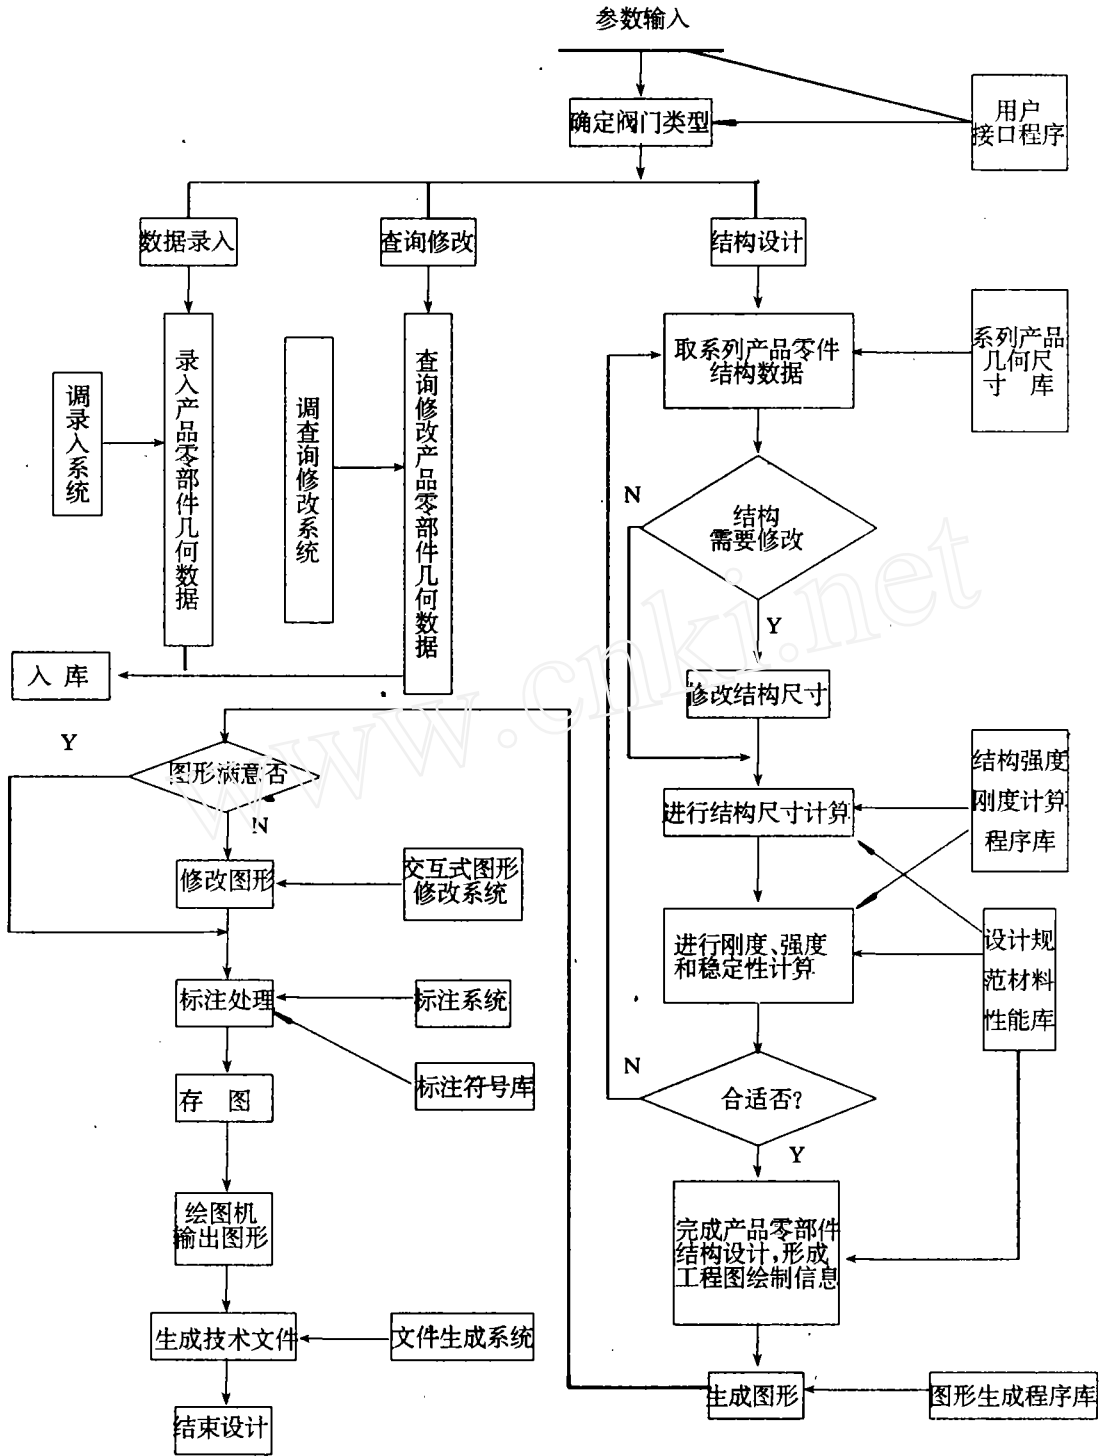 参数输入
用户
接口程序
确定阀门类型
数据录入
查询修改
结构设计
取系列产品零件
结构数据
系列产品
几何尺
寸 库
调录入系统
录入产品零部件几何数据
调查询修改系统
查询修改产品零部件几何数据
N
结构
需要修改
Y
入 库
修改结构尺寸
Y
图形满意否
N
结构强度
刚度计算
程序库
进行结构尺寸计算
修改图形
交互式图形
修改系统
进行刚度、强度
和稳定性计算
设计规
范材料
性能库
标注处理
标注系统
标注符号库
N
合适否?
Y
存 图
绘图机
输出图形
完成产品零部件
结构设计,形成
工程图绘制信息
生成技术文件
文件生成系统
生成图形
图形生成程序库
结束设计
www.cnki.net